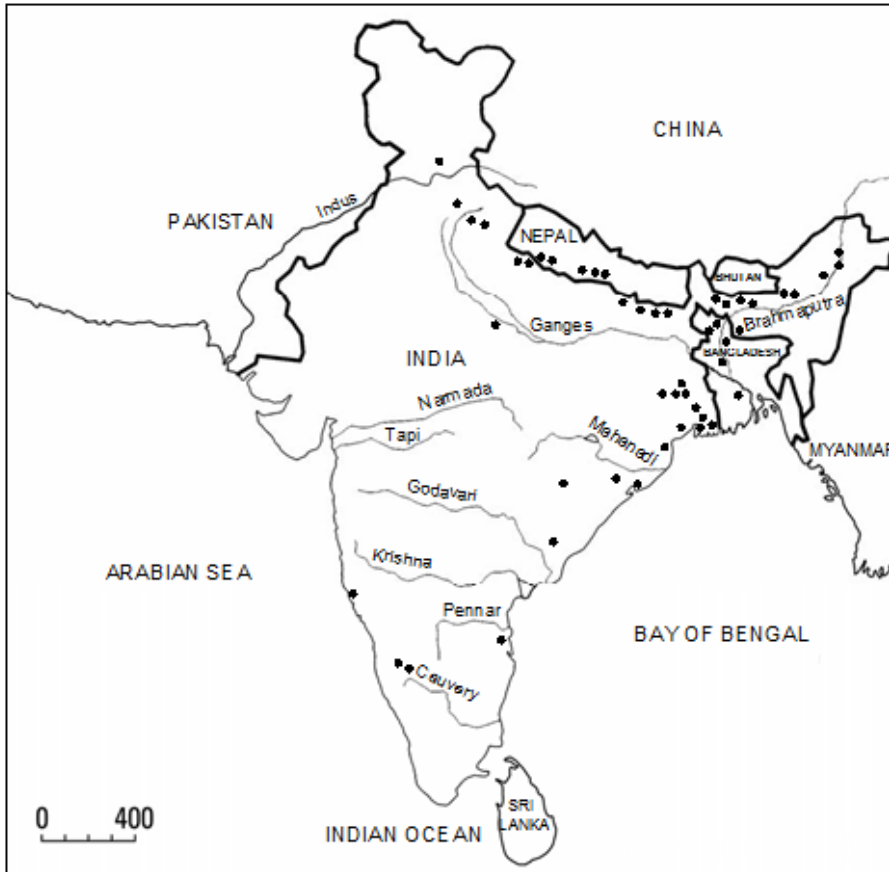 CHINA
PAKISTAN
Indus
NEPAL
BHUTAN
Brahmaputra
Ganges
BANGLADESH
INDIA
Narmada
Tapi
Mahanadi
MYANMAR
Godavari
Krishna
ARABIAN SEA
Pennar
BAY OF BENGAL
Cauvery
0 400
SRI
LANKA
INDIAN OCEAN